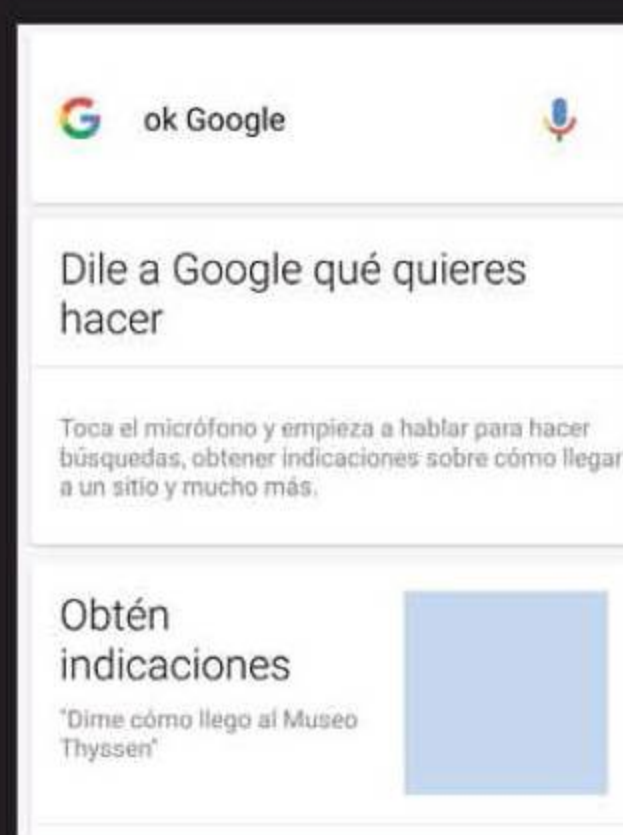 ok Google
Dile a Google qué quieres
hacer
Toca el micrófono y empieza a hablar para hacer
búsquedas, obtener indicaciones sobre cómo llegar
a un sitio y mucho más.
Obtén
indicaciones
"Dime cómo llego al Museo
Thyssen"